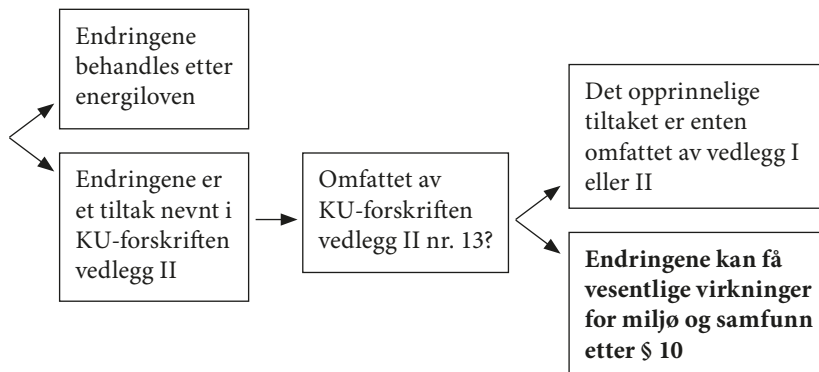 Endringene
behandles etter
energiloven
Endringene er
et tiltak nevnt i
KU-forskriften
vedlegg II
Omfattet av
KU-forskriften
vedlegg II nr. 13?
Det opprinnelige
tiltaket er enten
omfattet av vedlegg I
eller II
Endringene kan få
vesentlige virkninger
for miljø og samfunn
etter § 10